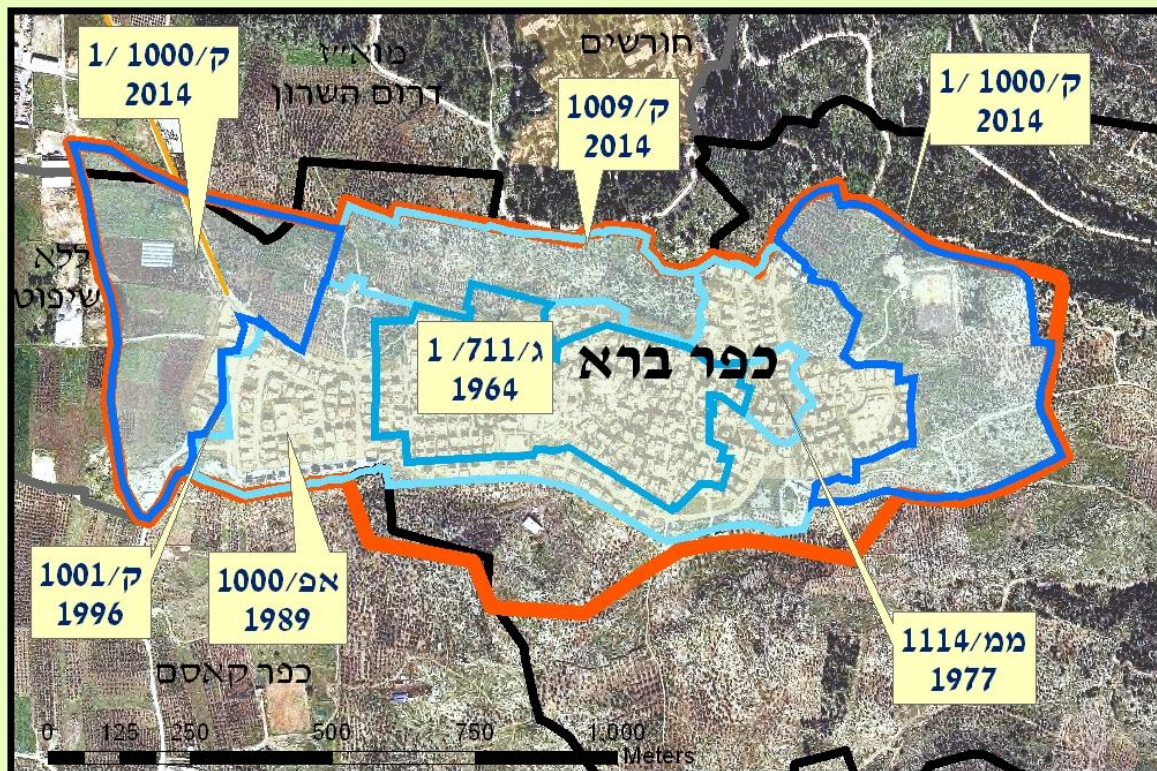 ק/1000 /1
2014
מוא"ז
דרום השרון
חורשים
ק/1009
2014
ק/1000 /1
2014
ללא
שיפוט
ג/711/ 1
1964
כפר ברא
ק/1001
1996
אפ/1000
1989
ממ/1114
1977
כפר קאסם
0 125 250 500 750 1,000
Meters